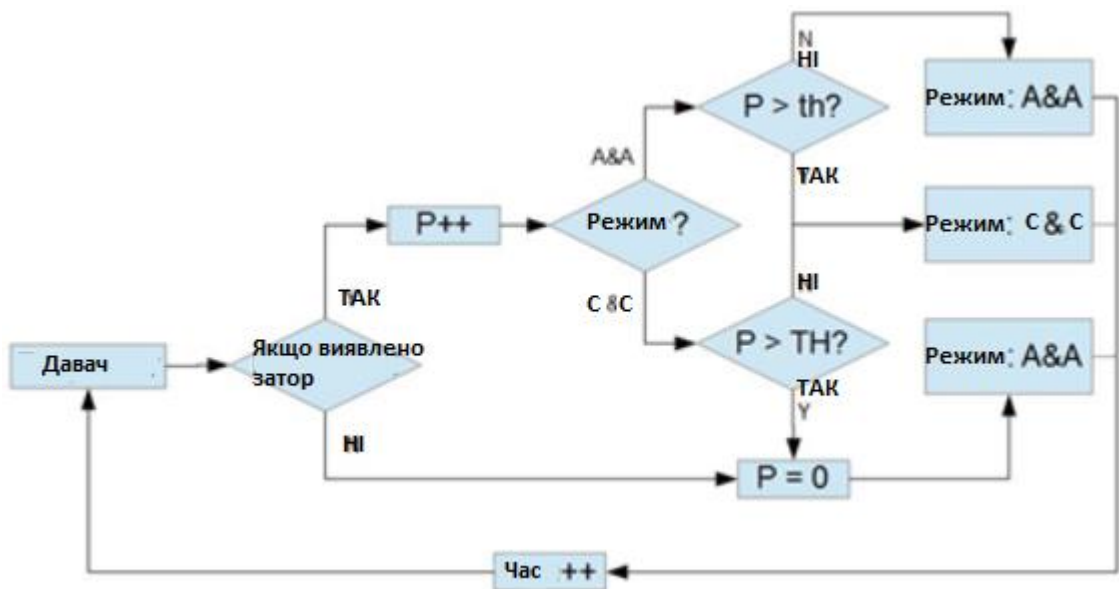 N
НІ
P > th?
Режим: A&A
A&A
ТАК
P++
Режим ?
Режим: C & C
ТАК
C &C
НІ
Якщо виявлено
затор
Давач
P > TH?
Режим: A&A
ТАК
Y
НІ
P = 0
Час :++